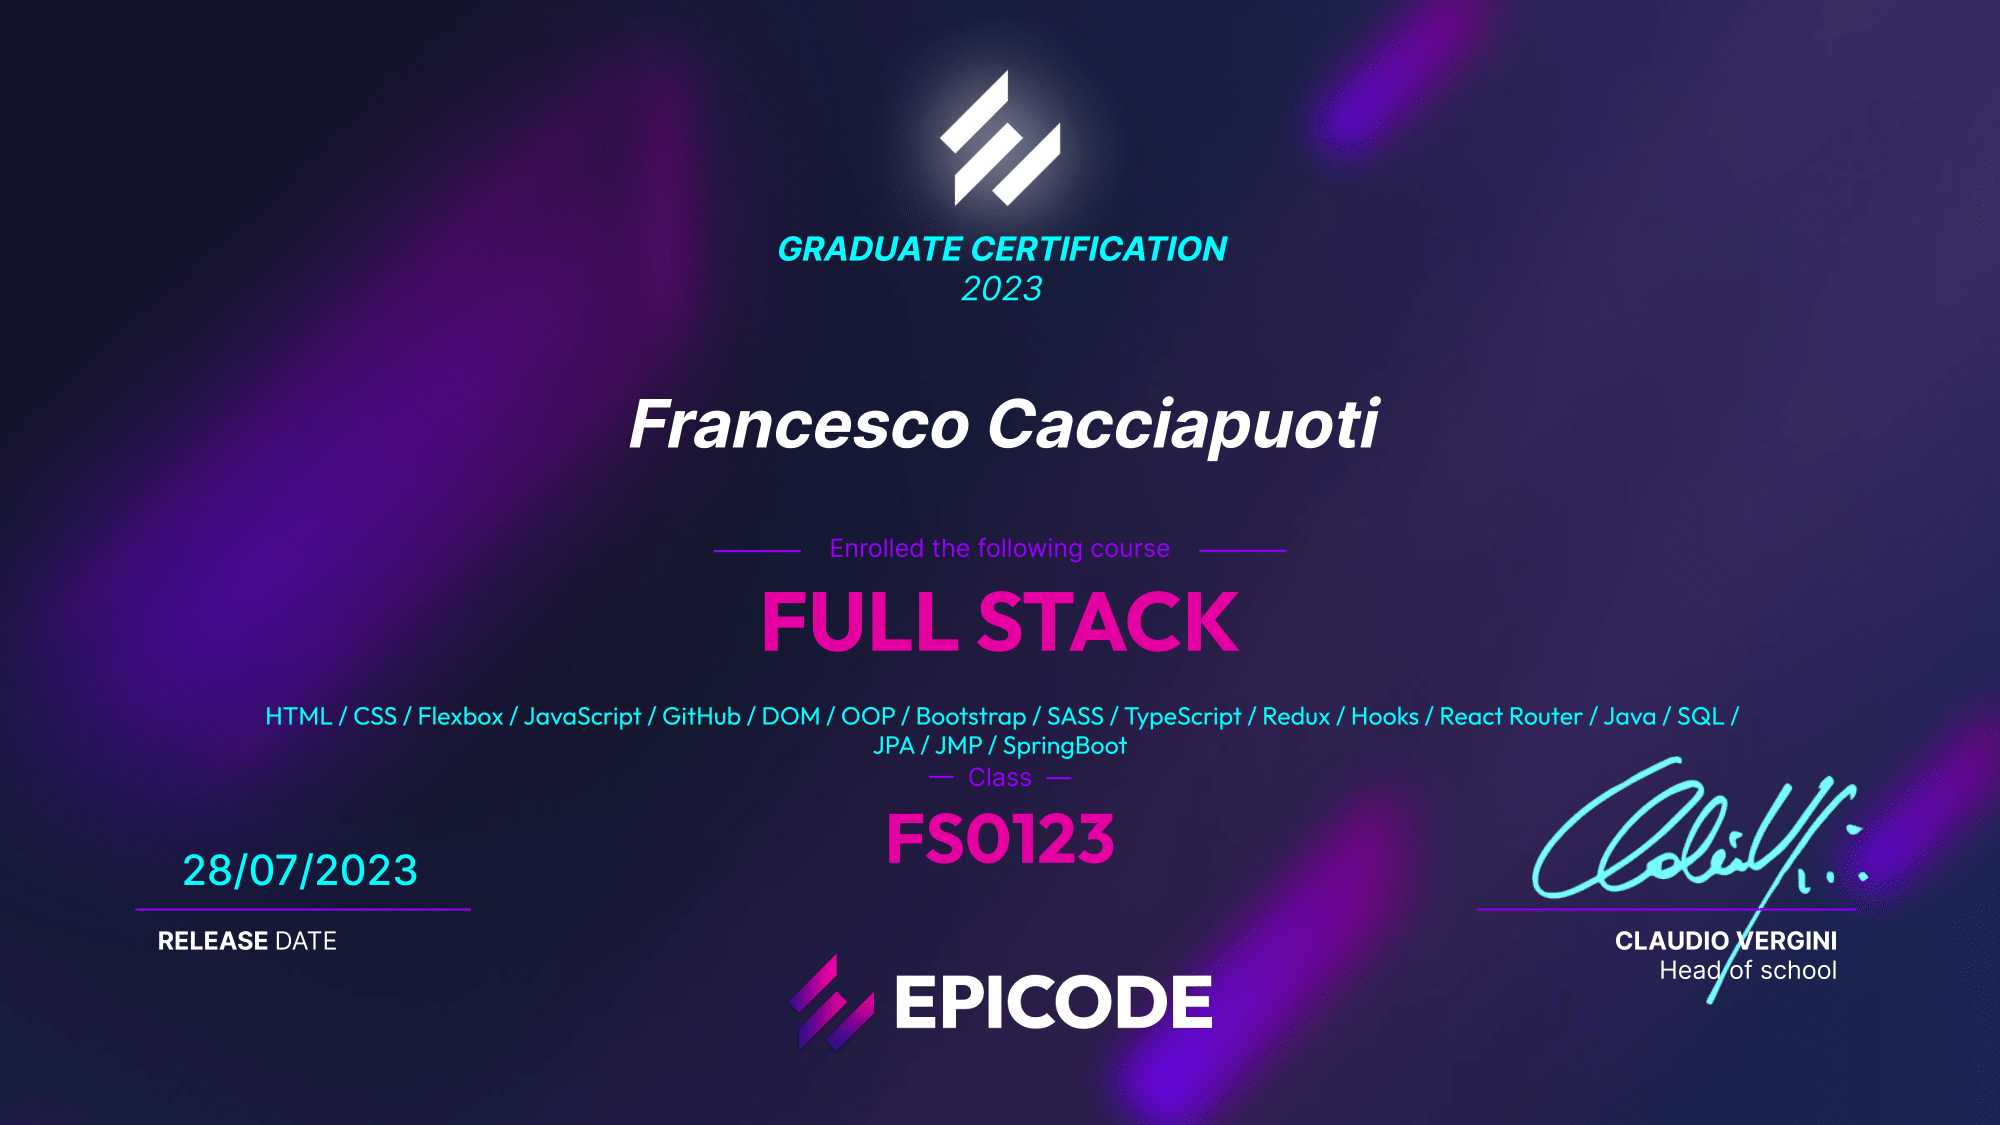 GRADUATE CERTIFICATION
2023
Francesco Cacciapuoti
Enrolled the following course
FULL STACK
HTML / CSS / Flexbox / JavaScript / GitHub / DOM / OOP / Bootstrap / SASS / TypeScript / Redux / Hooks / React Router / Java / SQL /
JPA / JMP / SpringBoot
Class
FS0123
28/07/2023
RELEASE DATE
CLAUDIO VERGINI
Head of school
EPICODE